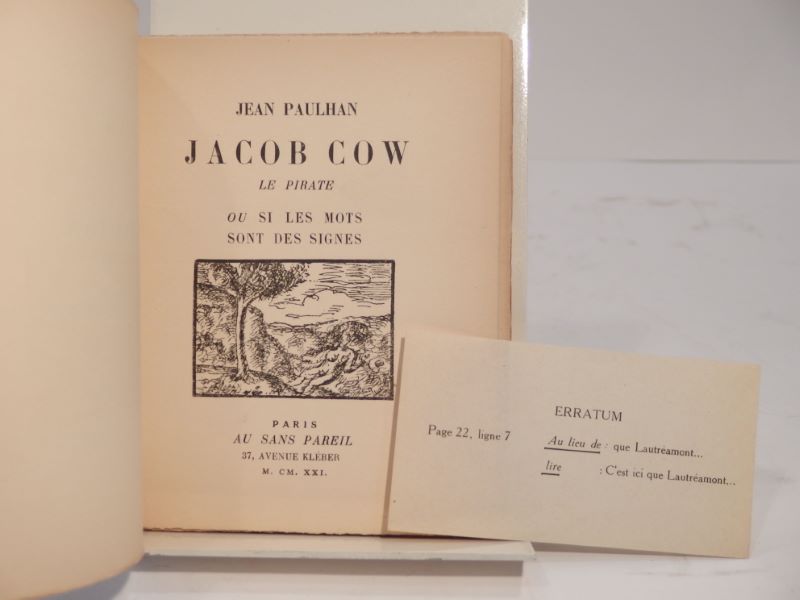 JEAN PAULHAN
JACOB COW
LE PIRATE
OU SI LES MOTS
SONT DES SIGNES
PARIS
AU SANS PAREIL
37, AVENUE KLÉBER
M. CM. XXI.
ERRATUM
Page 22, ligne 7
Au lieu de : que Lautréamont...
lire : C'est ici que Lautréamont...